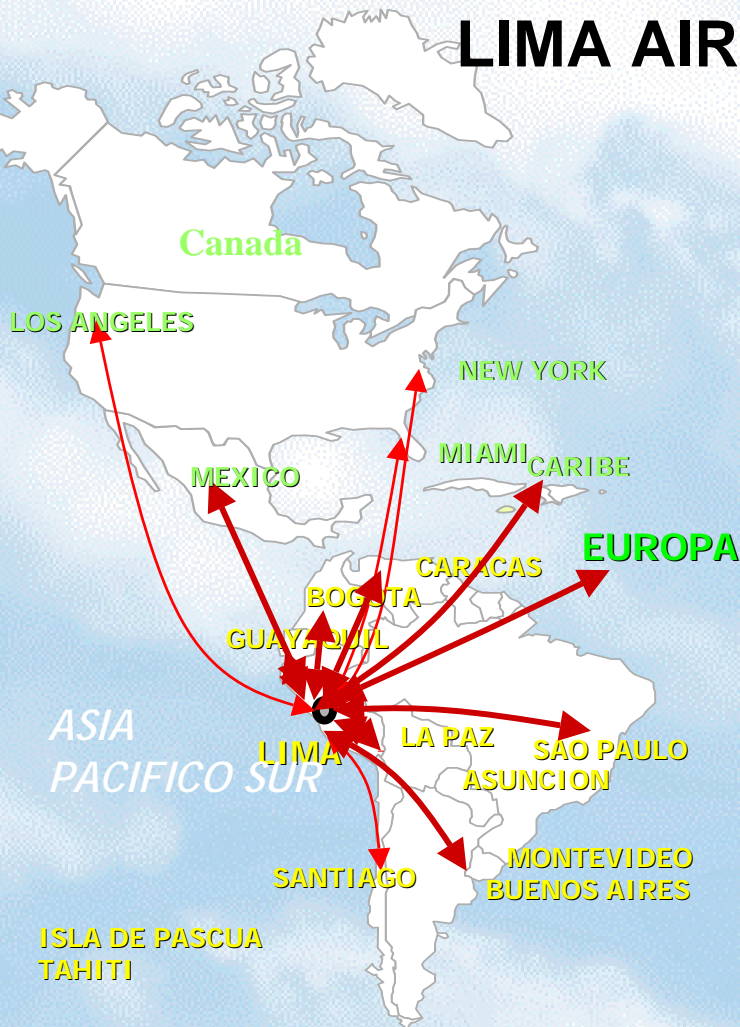 LIMA AIR
Canada
LOS ANGELES
NEW YORK
MIAMI
CARIBE
MEXICO
EUROPA
CARACAS
BOGOTA
GUAYAQUIL
ASIA
PACIFICO SUR
LIMA
LA PAZ
SAO PAULO
ASUNCION
MONTEVIDEO
BUENOS AIRES
SANTIAGO
ISLA DE PASCUA
TAHITI